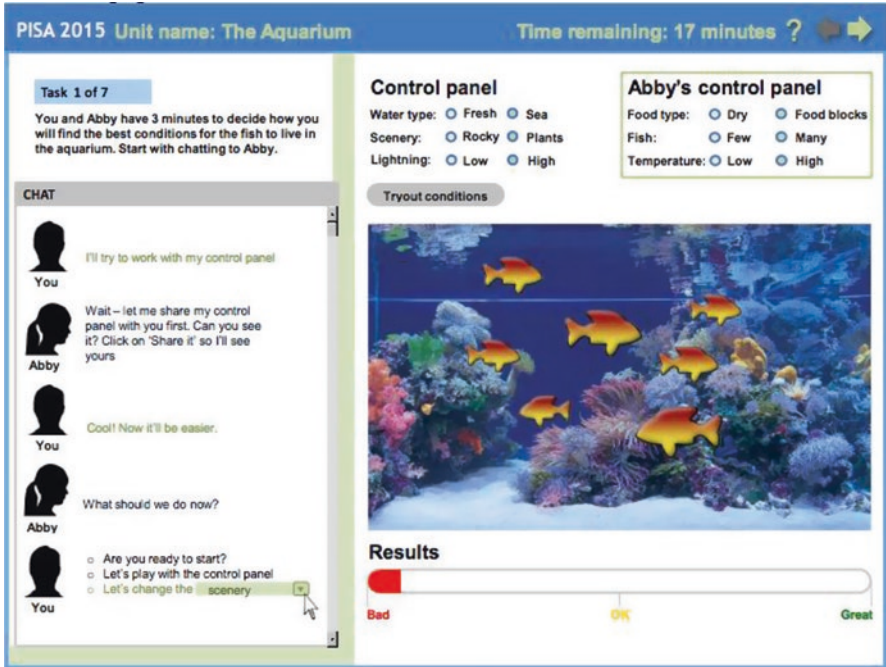 PISA 2015 Unit name: The Aquarium Time remaining: 17 minutes ?
Task 1 of 7
You and Abby have 3 minutes to decide how you
will find the best conditions for the fish to live in
the aquarium. Start with chatting to Abby.
CHAT
I'll try to work with my control panel
You
Wait – let me share my control
panel with you first. Can you see
it? Click on 'Share it' so I'll see
yours
Abby
Cool! Now it'll be easier.
You
What should we do now?
Abby
Are you ready to start?
Let's play with the control panel
Let's change the scenery
You
Control panel
Water type: Fresh Sea
Scenery: Rocky Plants
Lightning: Low High
Abby's control panel
Food type: Dry Food blocks
Fish: Few Many
Temperature: Low High
Tryout conditions
Results
Bad OK Great